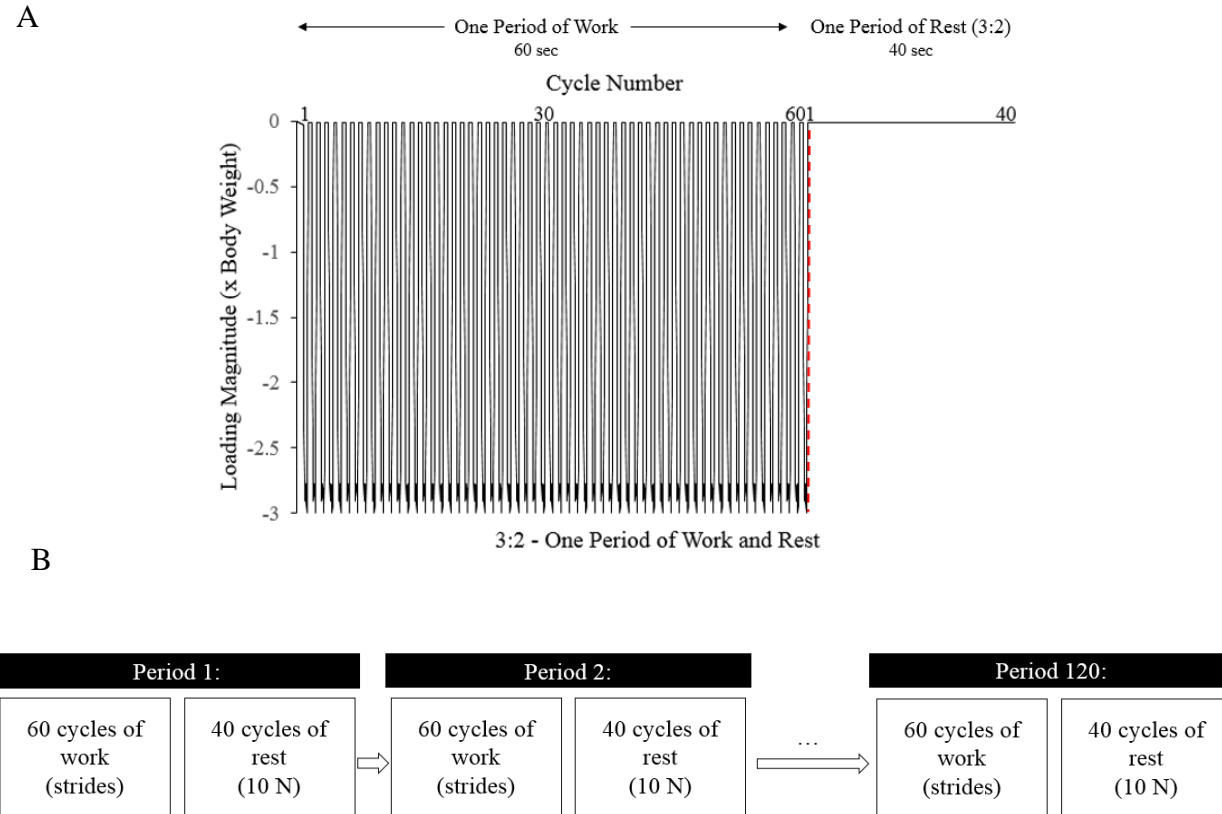 A
One Period of Work
60 sec
One Period of Rest (3:2)
40 sec
Cycle Number
1
30
601
40
0
-0.5
-1
-1.5
-2
-2.5
-3
Loading Magnitude (x Body Weight)
3:2 - One Period of Work and Rest
B
Period 1:
60 cycles of
work
(strides)
40 cycles of
rest
(10 N)
Period 2:
60 cycles of
work
(strides)
40 cycles of
rest
(10 N)
...
Period 120:
60 cycles of
work
(strides)
40 cycles of
rest
(10 N)